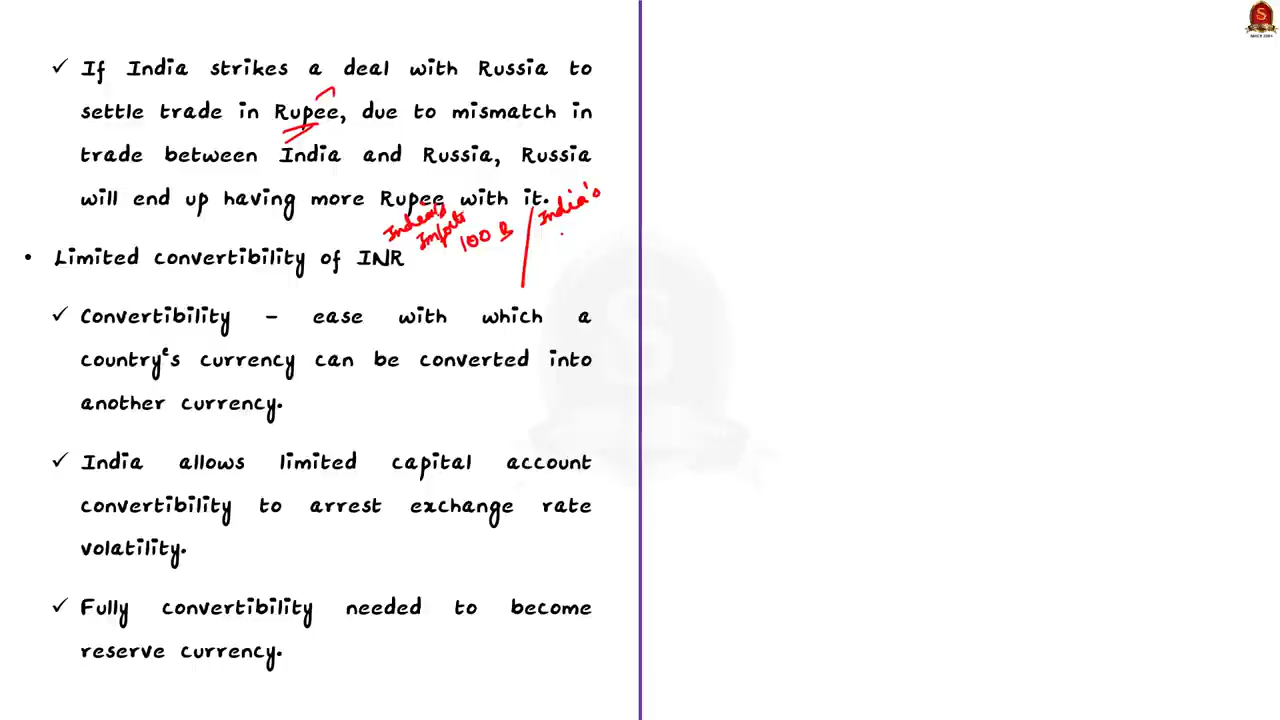 ✓ If India strikes a deal with Russia to
settle trade in Rupee, due to mismatch in
trade between India and Russia, Russia
will end up having more Rupee with it.
India's
Imports
100 B
India's
• Limited convertibility of INR
✓ Convertibility - ease with which a
country's currency can be converted into
another currency.
✓ India allows limited capital account
convertibility to arrest exchange rate
volatility.
✓ Fully convertibility needed to become
reserve currency.
S
SINCE 2004